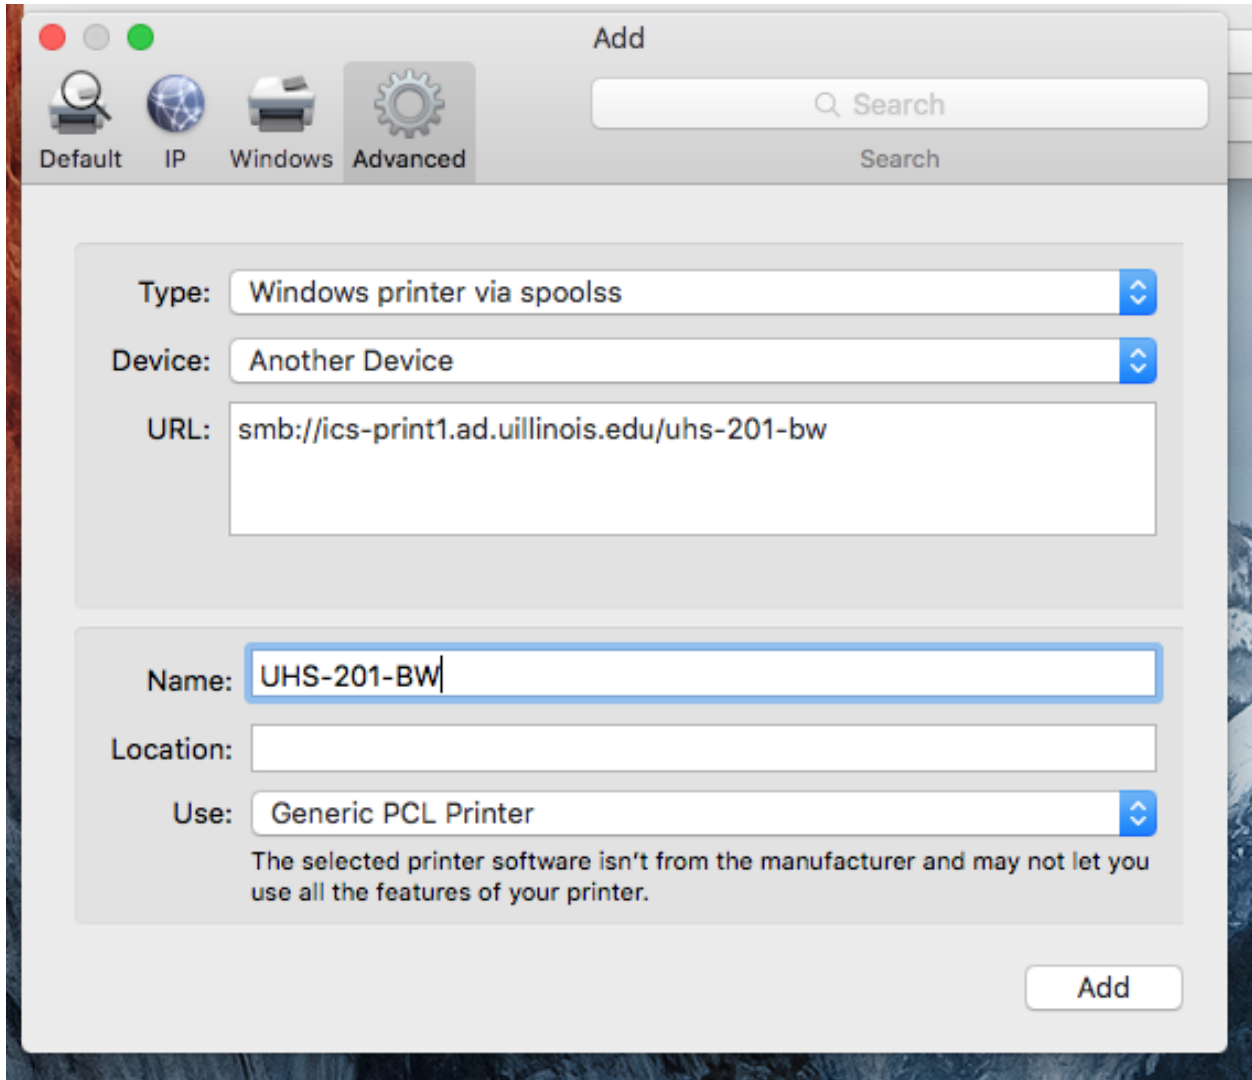 Add
Search
Default IP Windows Advanced
Search
Type: Windows printer via spoolss
Device: Another Device
URL: smb://ics-print1.ad.uillinois.edu/uhs-201-bw
Name: UHS-201-BW
Location:
Use: Generic PCL Printer
The selected printer software isn't from the manufacturer and may not let you
use all the features of your printer.
Add